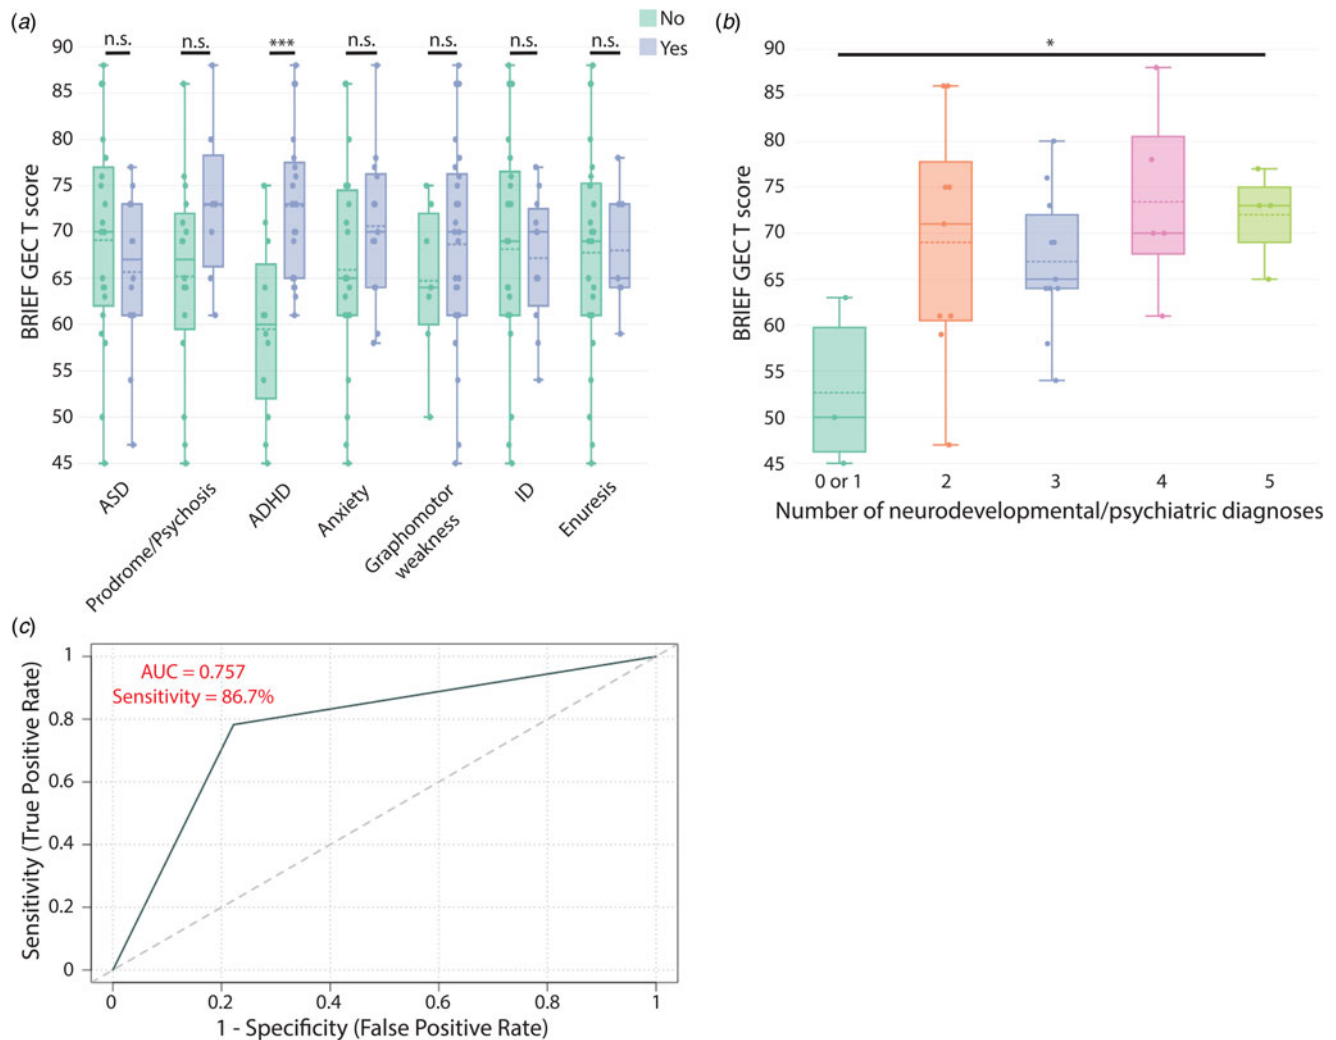 (a)
No
Yes
n.s.
n.s.
***
n.s.
n.s.
n.s.
n.s.
90
85
80
75
70
65
60
55
50
45
BRIEF GEC T score
ASD
Prodrome/Psychosis
ADHD
Anxiety
Graphomotor
weakness
ID
Enuresis
(b)
*
90
85
80
75
70
65
60
55
50
45
BRIEF GEC T score
0 or 1
2
3
4
5
Number of neurodevelopmental/psychiatric diagnoses
(c)
AUC = 0.757
Sensitivity = 86.7%
1
0.8
0.6
0.4
0.2
0
Sensitivity (True Positive Rate)
0
0.2
0.4
0.6
0.8
1
1 - Specificity (False Positive Rate)